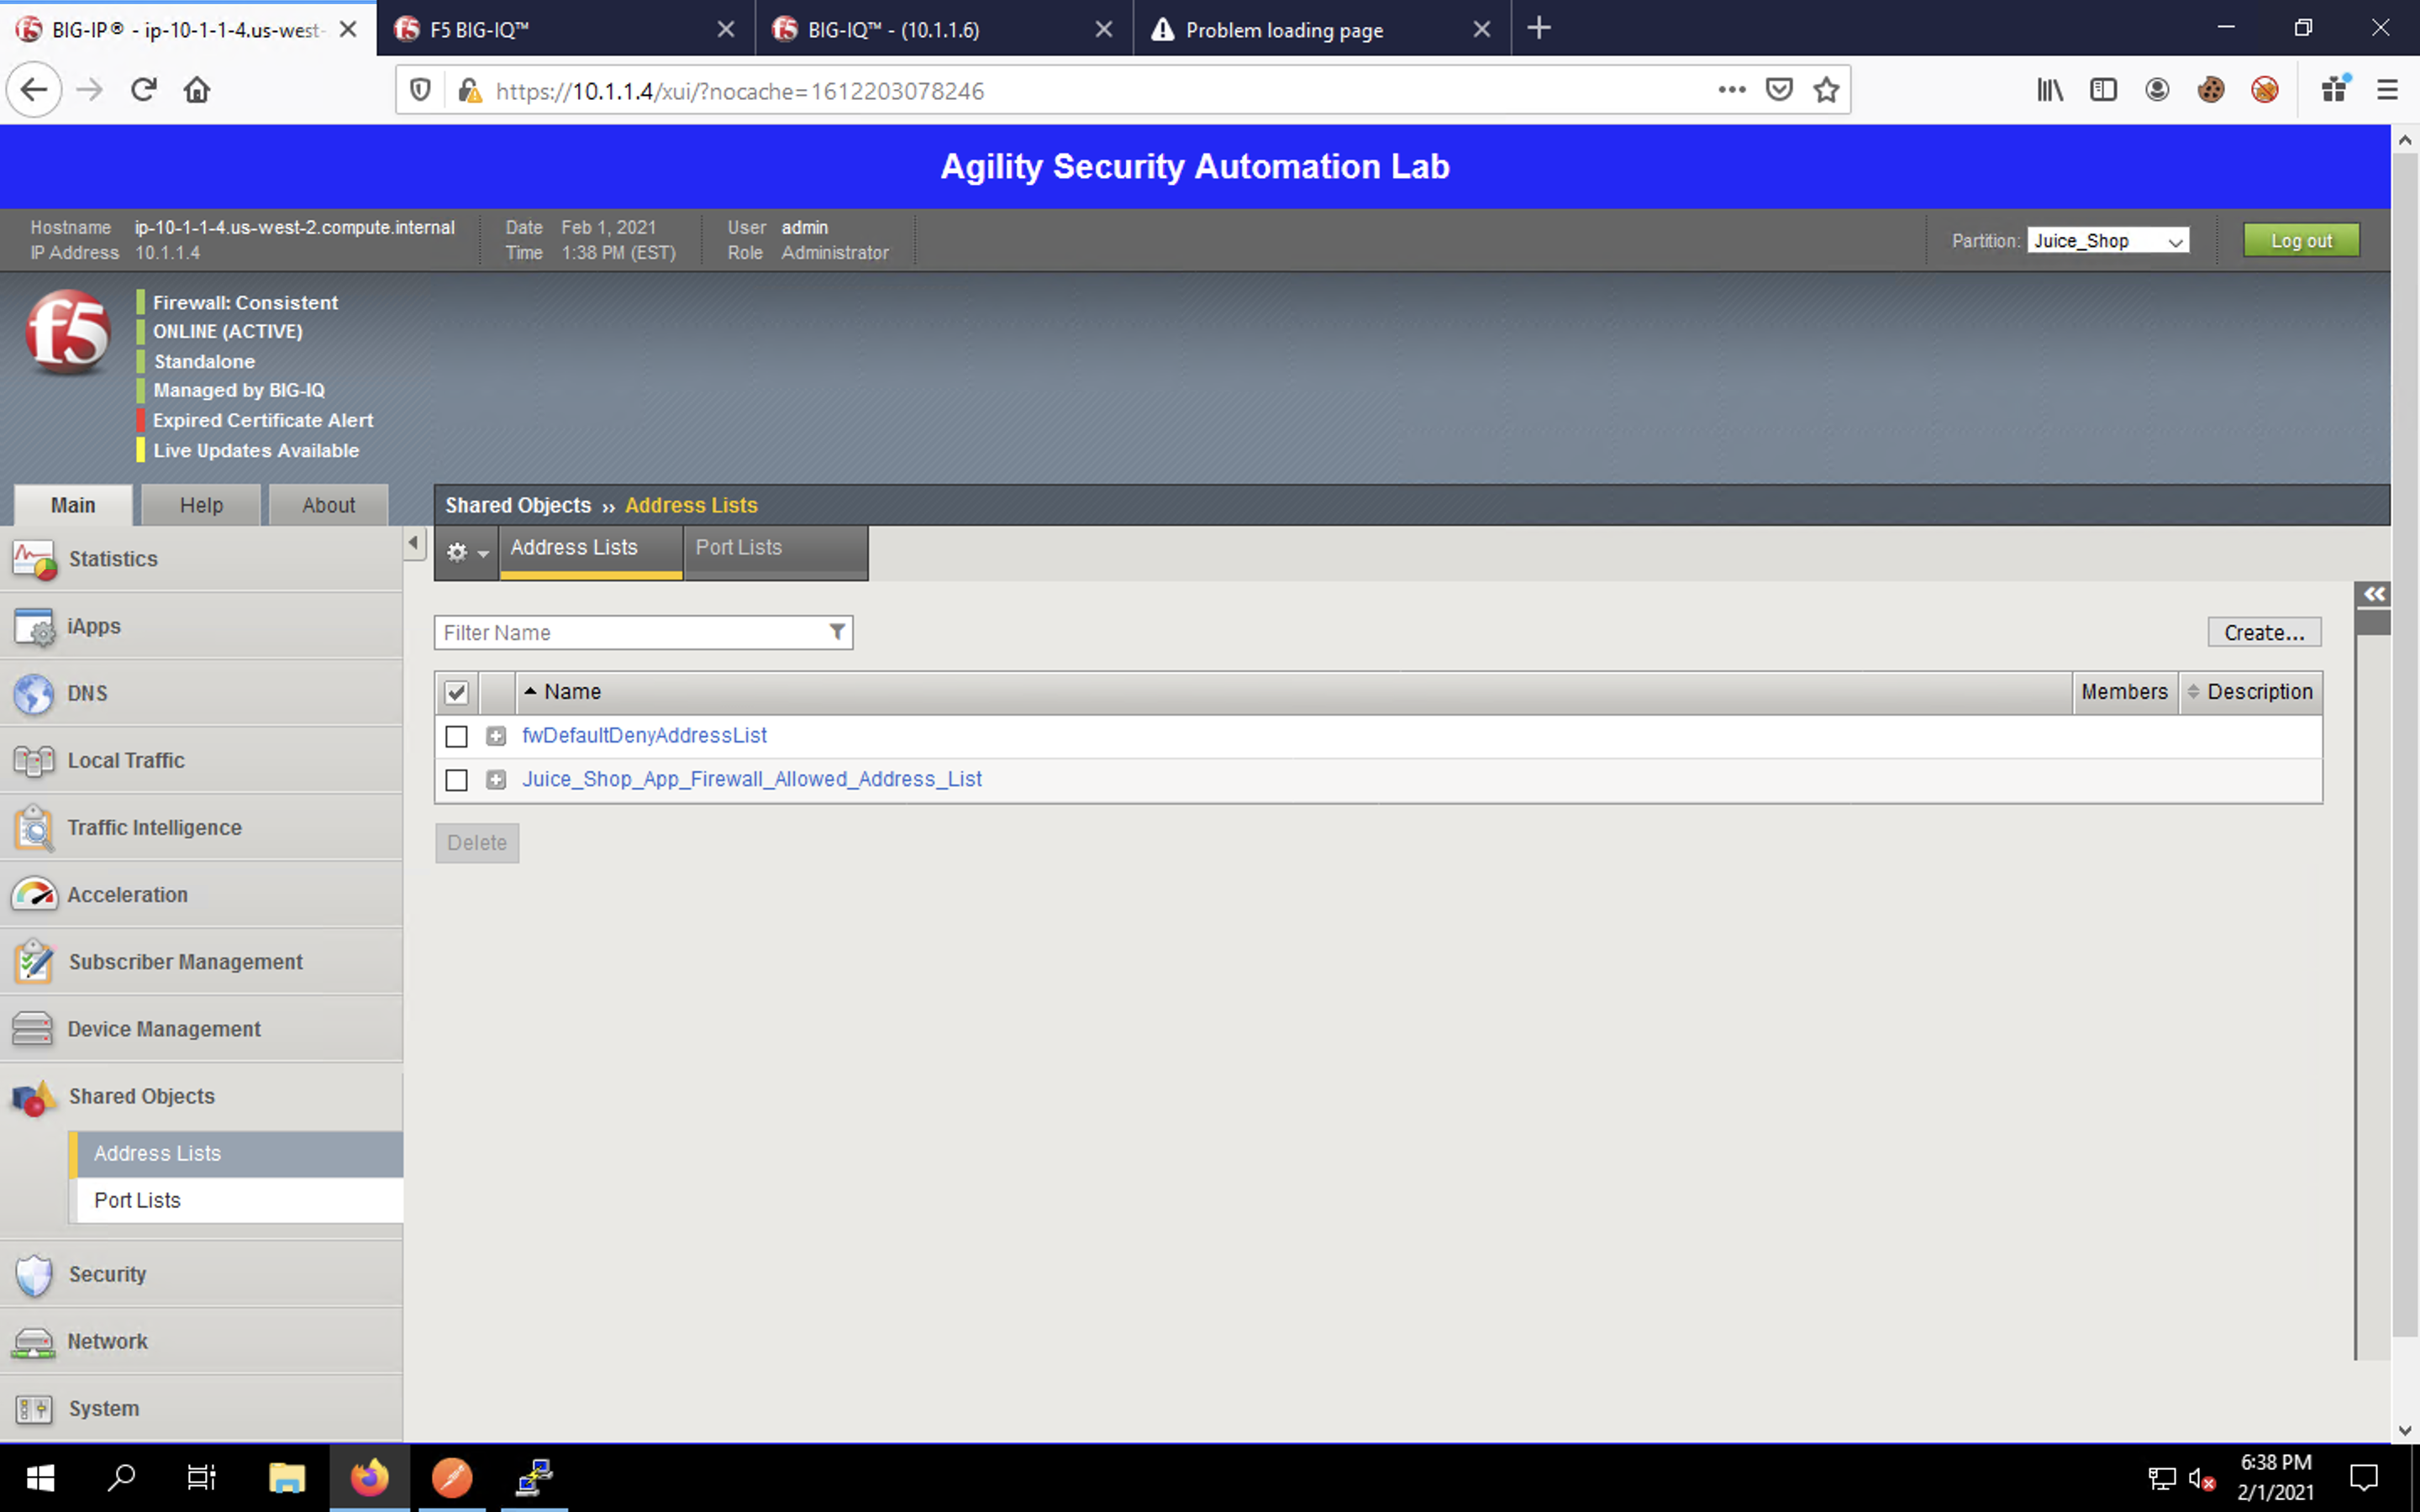 BIG-IP® - ip-10-1-1-4.us-west-
F5 BIG-IQ™
BIG-IQ™ - (10.1.1.6)
Problem loading page
https://10.1.1.4/xui/?nocache=1612203078246
Agility Security Automation Lab
Hostname ip-10-1-1-4.us-west-2.compute.internal
IP Address 10.1.1.4
Date Feb 1, 2021
Time 1:38 PM (EST)
User admin
Role Administrator
Partition: Juice_Shop
Log out
f5
Firewall: Consistent
ONLINE (ACTIVE)
Standalone
Managed by BIG-IQ
Expired Certificate Alert
Live Updates Available
Main Help About
Shared Objects ›› Address Lists
Address Lists Port Lists
Statistics
iApps
DNS
Local Traffic
Traffic Intelligence
Acceleration
Subscriber Management
Device Management
Shared Objects
Address Lists
Port Lists
Security
Network
System
Filter Name
Create...
Name Members Description
fwDefaultDenyAddressList
Juice_Shop_App_Firewall_Allowed_Address_List
Delete
6:38 PM
2/1/2021